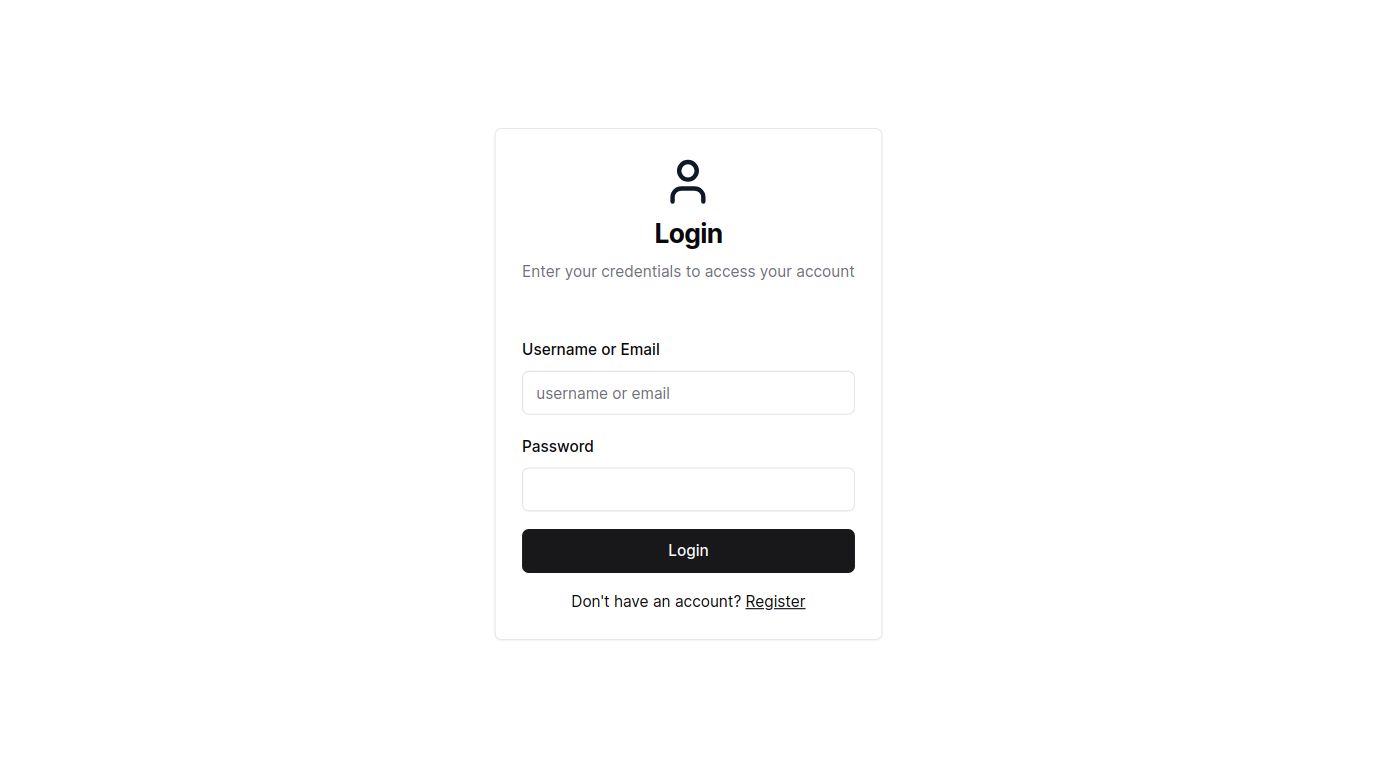 Login
Enter your credentials to access your account
Username or Email
username or email
Password
Login
Don't have an account? Register